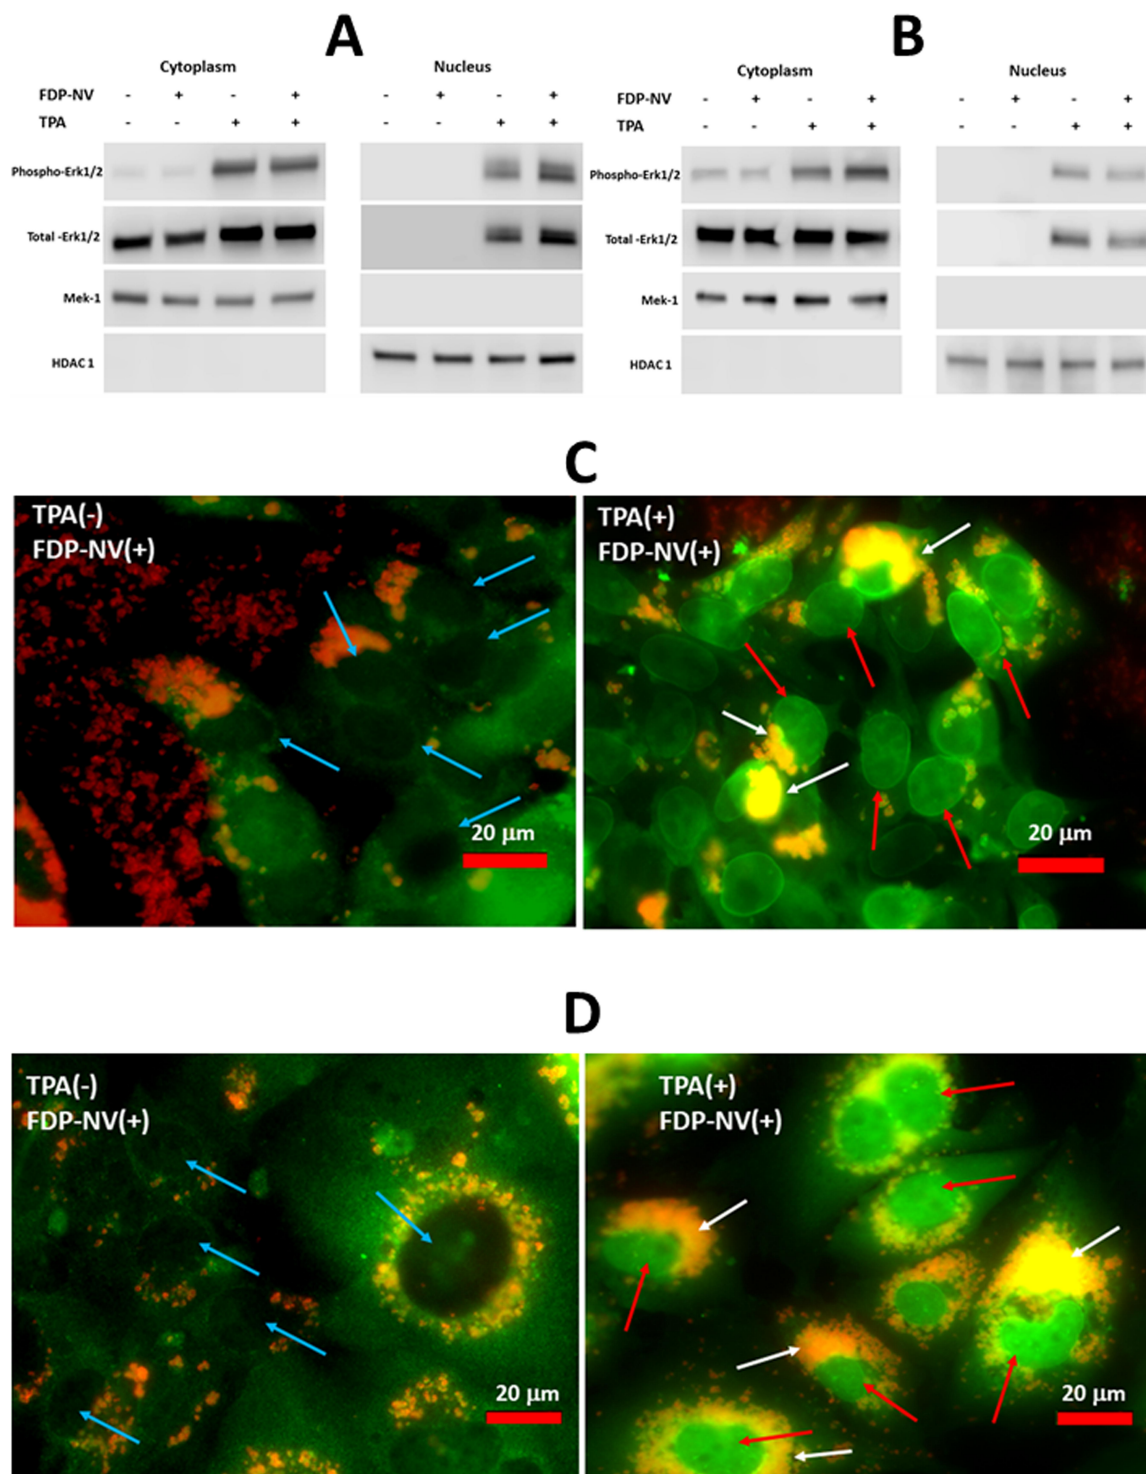 A
Cytoplasm Nucleus
FDP-NV - + - + - + - +
TPA - - + + - - + +
Phospho-Erk1/2
Total -Erk1/2
Mek-1
HDAC 1
B
Cytoplasm Nucleus
FDP-NV - + - + - + - +
TPA - - + + - - + +
Phospho-Erk1/2
Total -Erk1/2
Mek-1
HDAC 1
C
TPA(-)
FDP-NV(+)
20 μm
TPA(+)
FDP-NV(+)
20 μm
D
TPA(-)
FDP-NV(+)
20 μm
TPA(+)
FDP-NV(+)
20 μm